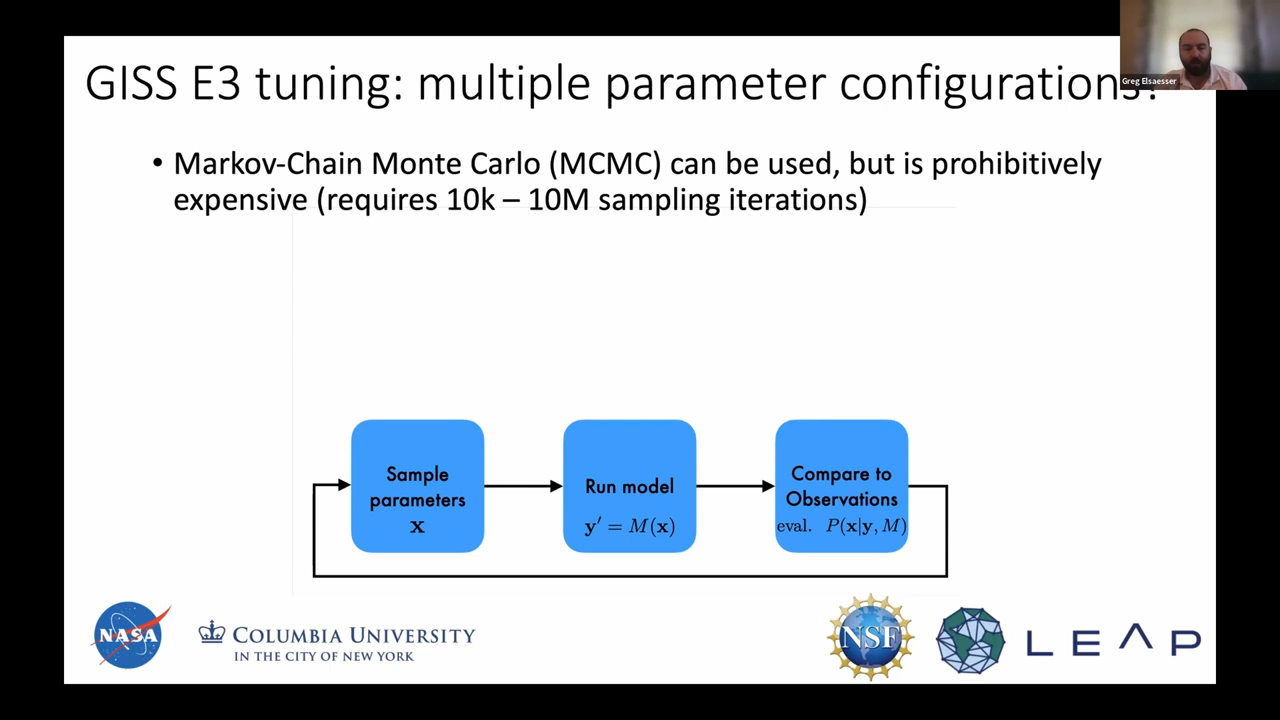 GISS E3 tuning: multiple parameter configurations?
Greg Elsaesser
• Markov-Chain Monte Carlo (MCMC) can be used, but is prohibitively
expensive (requires 10k – 10M sampling iterations)
Sample
parameters
x
Run model
y′ = M(x)
Compare to
Observations
eval. P(x|y, M)
NASA
COLUMBIA UNIVERSITY
IN THE CITY OF NEW YORK
NSF
LEAP